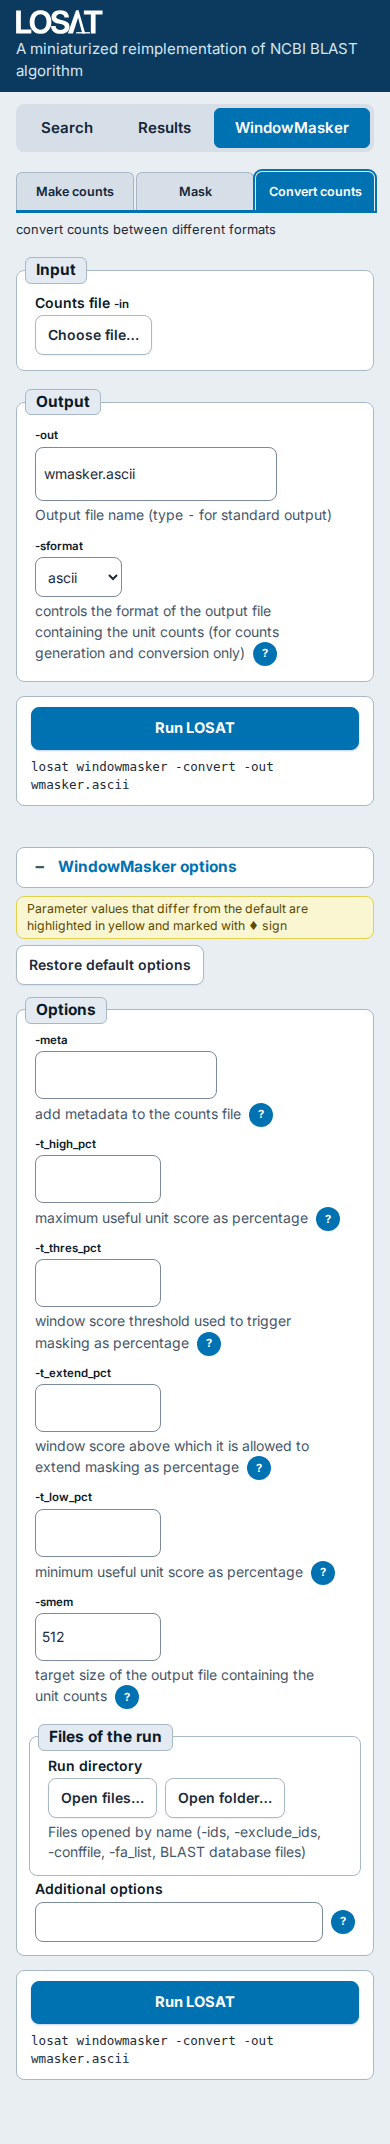 LOSAT
A miniaturized reimplementation of NCBI BLAST
algorithm
Search Results WindowMasker
Make counts Mask Convert counts
convert counts between different formats
Input
Counts file -in
Choose file...
Output
-out
wmasker.ascii
Output file name (type - for standard output)
-sformat
ascii
controls the format of the output file
containing the unit counts (for counts
generation and conversion only) ?
Run LOSAT
losat windowmasker -convert -out
wmasker.ascii
− WindowMasker options
Parameter values that differ from the default are
highlighted in yellow and marked with ♦ sign
Restore default options
Options
-meta
add metadata to the counts file ?
-t_high_pct
maximum useful unit score as percentage ?
-t_thres_pct
window score threshold used to trigger
masking as percentage ?
-t_extend_pct
window score above which it is allowed to
extend masking as percentage ?
-t_low_pct
minimum useful unit score as percentage ?
-smem
512
target size of the output file containing the
unit counts ?
Files of the run
Run directory
Open files... Open folder...
Files opened by name (-ids, -exclude_ids,
-conffile, -fa_list, BLAST database files)
Additional options
?
Run LOSAT
losat windowmasker -convert -out
wmasker.ascii